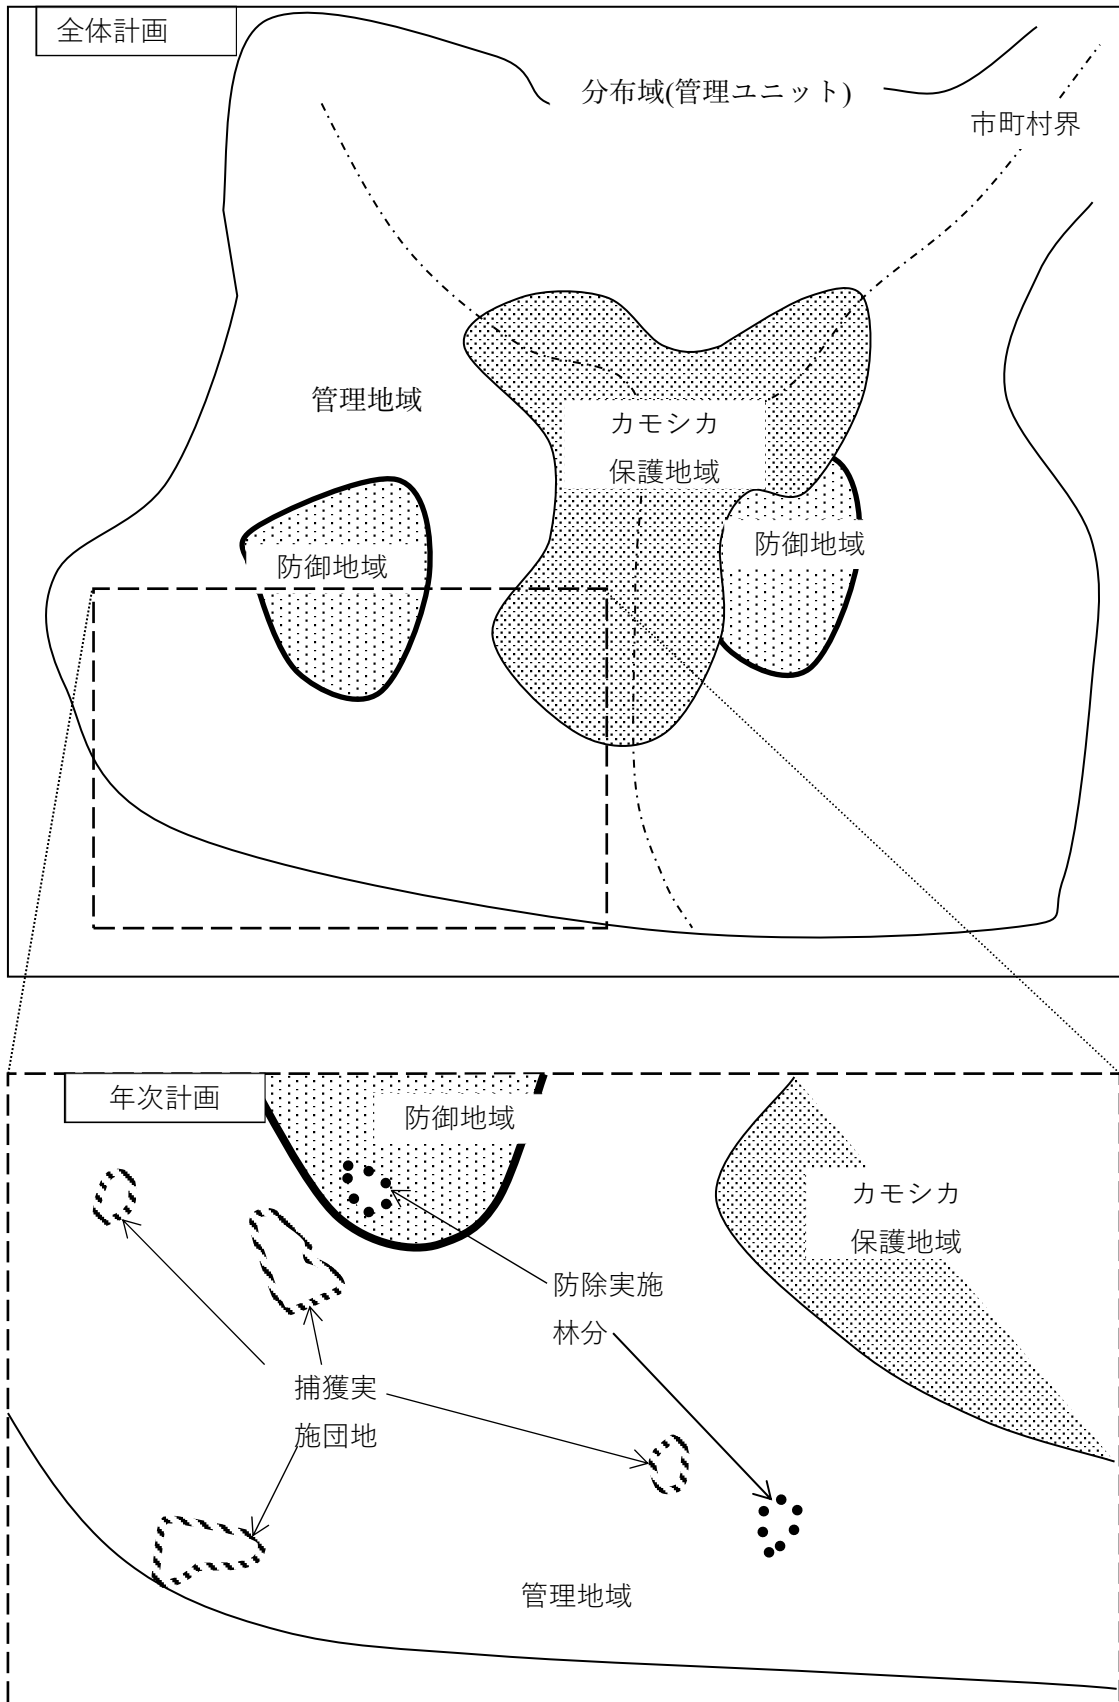 全体計画
分布域(管理ユニット)
市町村界
管理地域
カモシカ
保護地域
防御地域
防御地域
年次計画
防御地域
カモシカ
保護地域
防除実施
林分
捕獲実
施団地
管理地域